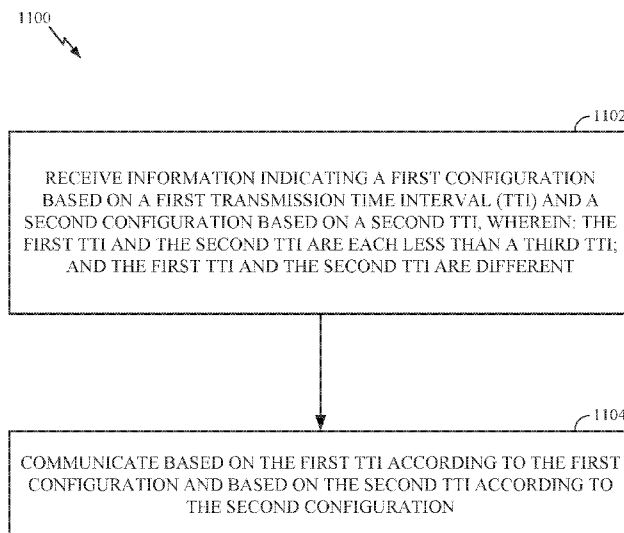 1100
1102
RECEIVE INFORMATION INDICATING A FIRST CONFIGURATION
BASED ON A FIRST TRANSMISSION TIME INTERVAL (TTI) AND A
SECOND CONFIGURATION BASED ON A SECOND TTI, WHEREIN: THE
FIRST TTI AND THE SECOND TTI ARE EACH LESS THAN A THIRD TTI;
AND THE FIRST TTI AND THE SECOND TTI ARE DIFFERENT
1104
COMMUNICATE BASED ON THE FIRST TTI ACCORDING TO THE FIRST
CONFIGURATION AND BASED ON THE SECOND TTI ACCORDING TO
THE SECOND CONFIGURATION